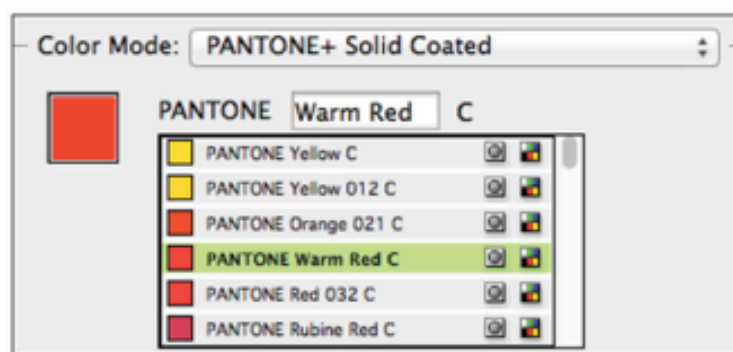 Color Mode: PANTONE+ Solid Coated
PANTONE Warm Red C
PANTONE Yellow C
PANTONE Yellow 012 C
PANTONE Orange 021 C
PANTONE Warm Red C
PANTONE Red 032 C
PANTONE Rubine Red C